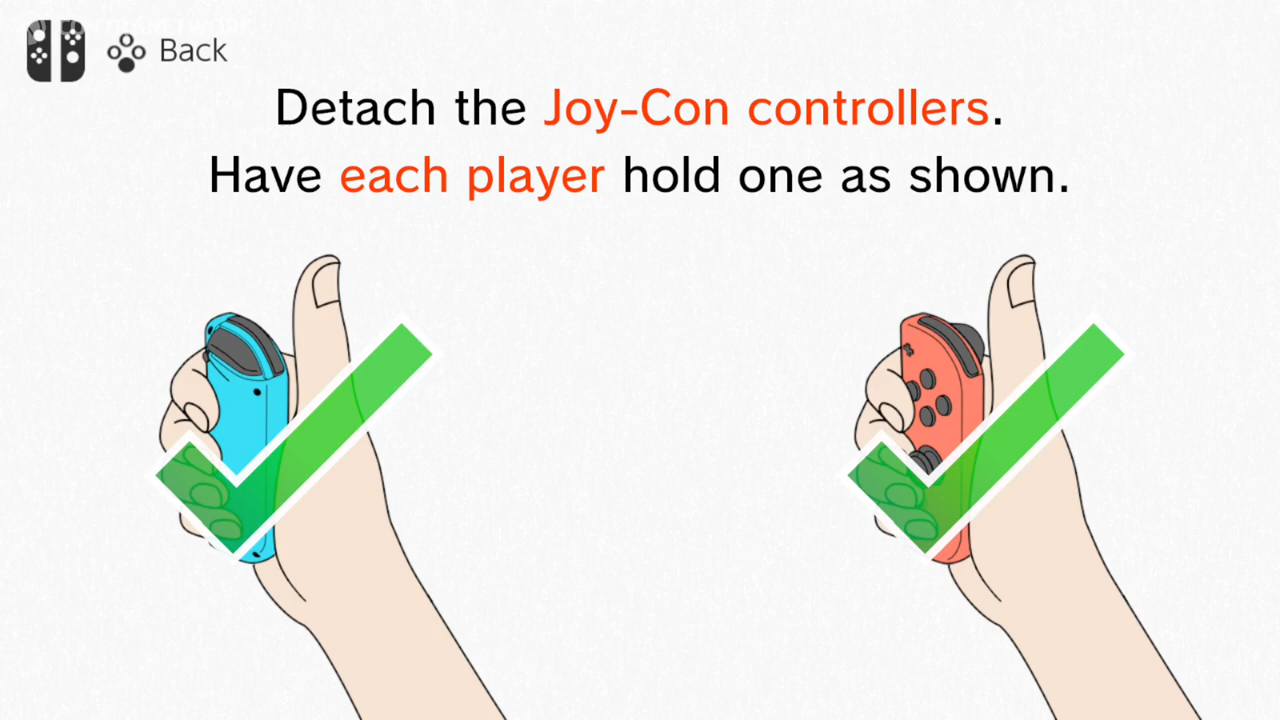 Back
Detach the Joy-Con controllers.
Have each player hold one as shown.